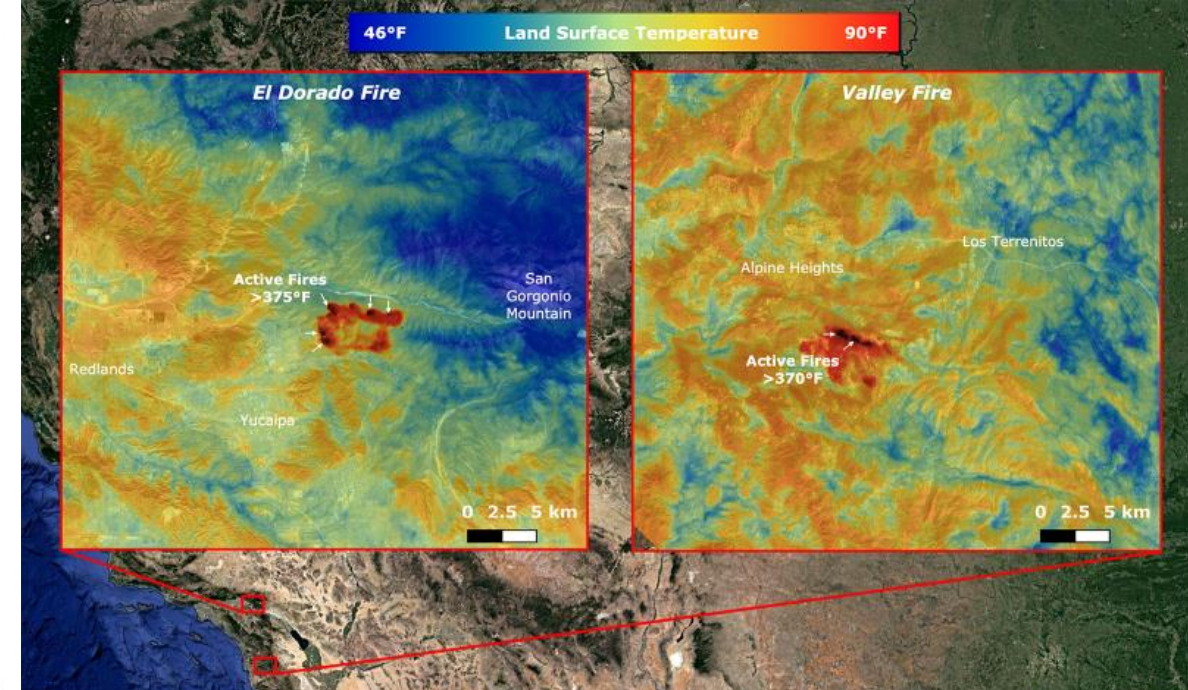 46°F Land Surface Temperature 90°F
El Dorado Fire
Active Fires
>375°F
San
Gorgonio
Mountain
Redlands
Yucaipa
0 2.5 5 km
Valley Fire
Los Terrenitos
Alpine Heights
Active Fires
>370°F
0 2.5 5 km